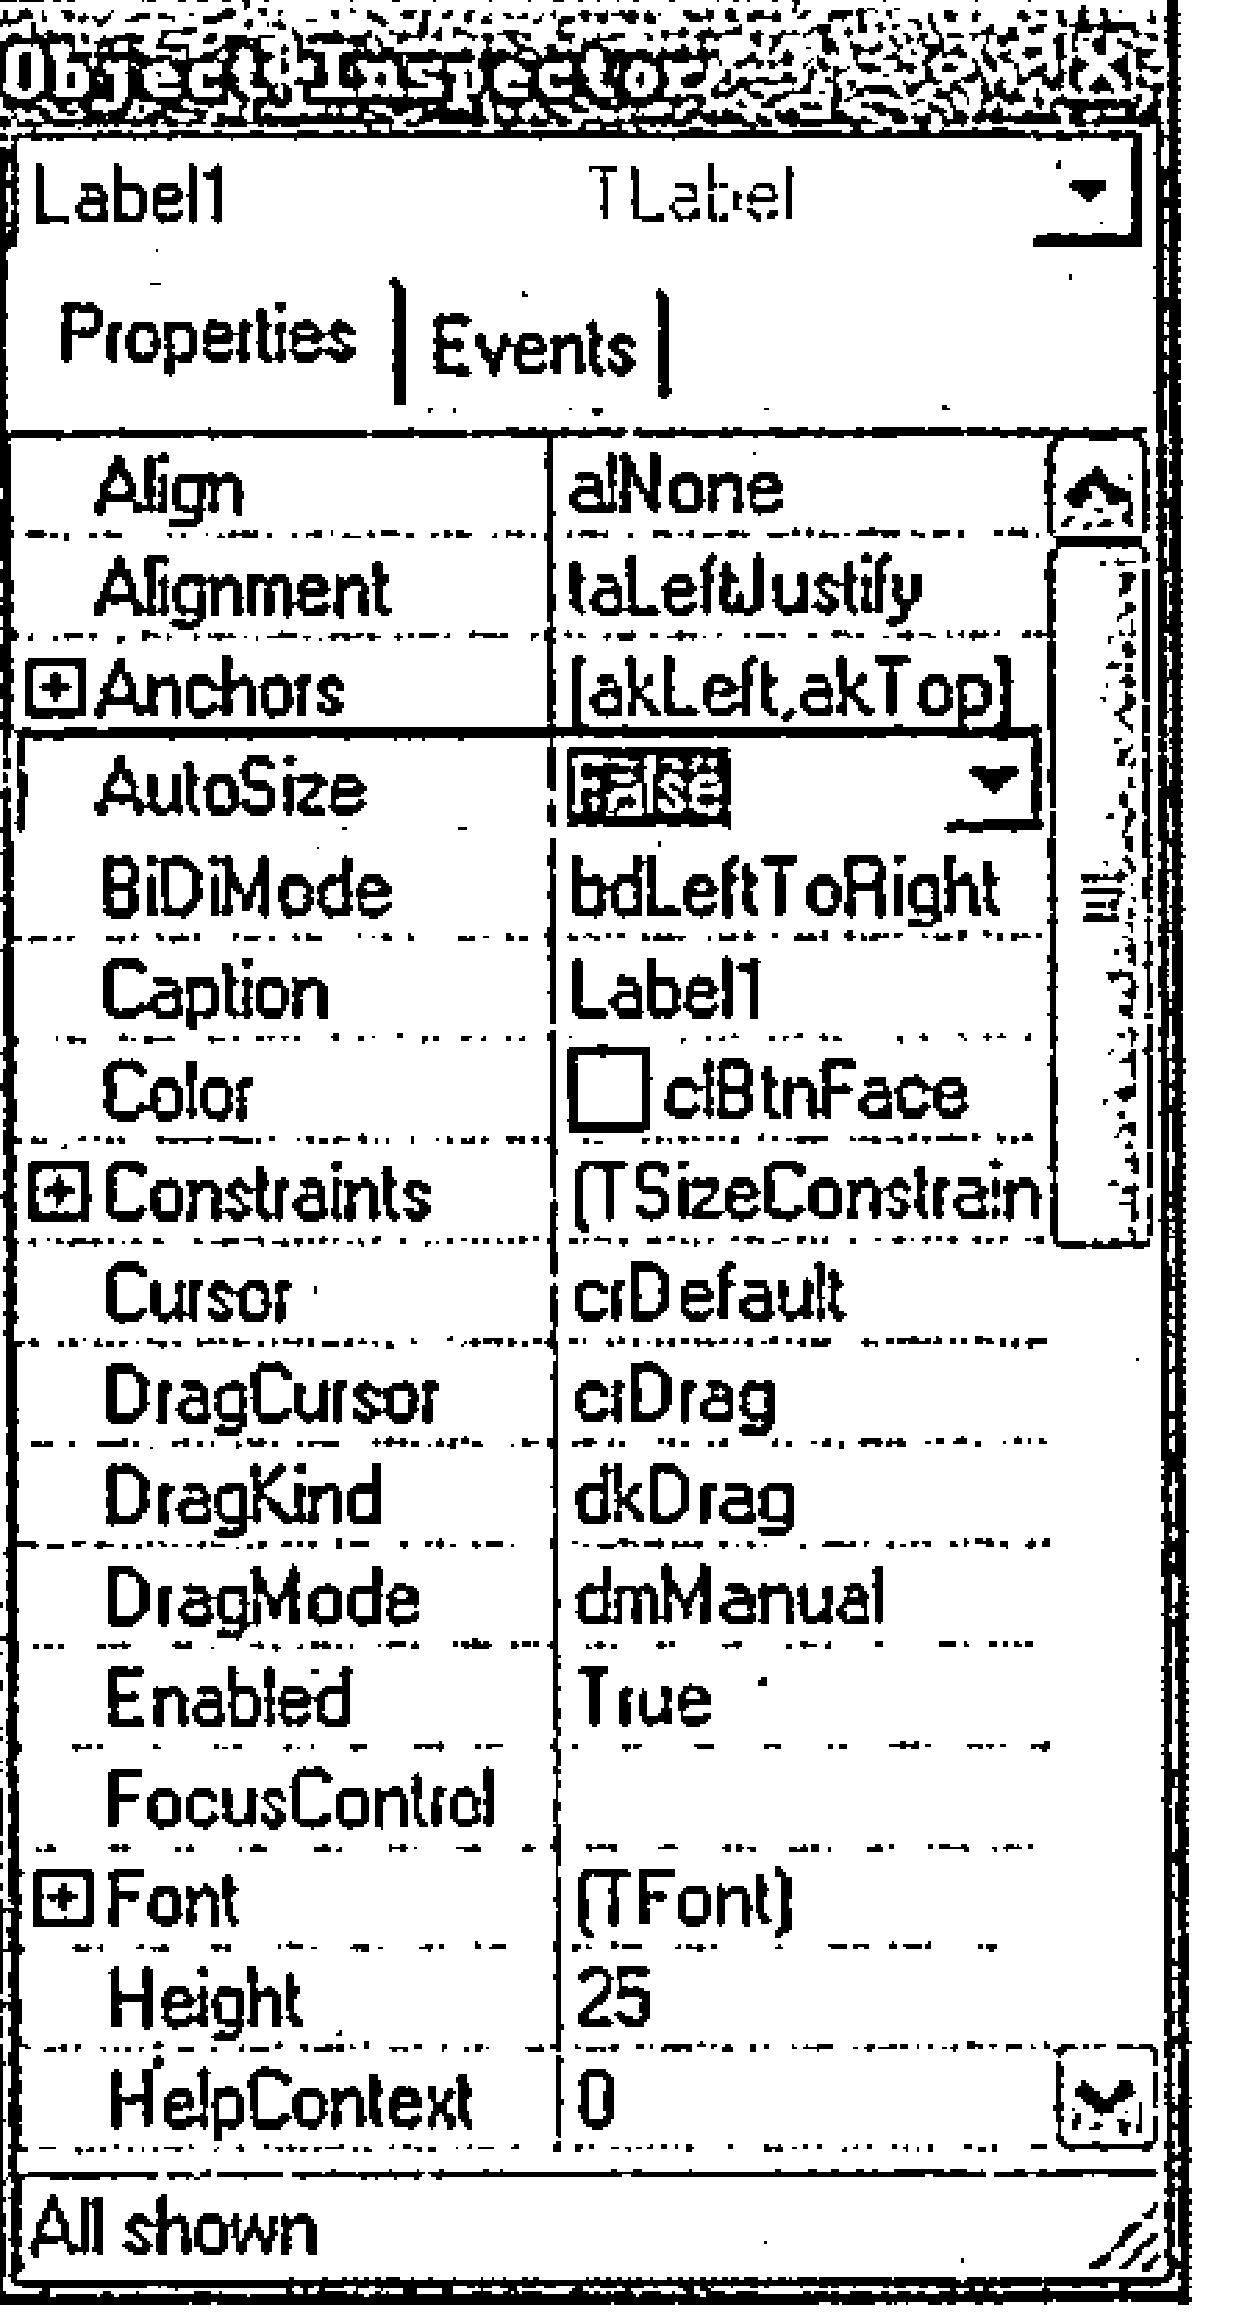 Object Inspector
Label1 TLabel
Properties Events
Align alNone
Alignment taLeftJustify
Anchors [akLeft,akTop]
AutoSize False
BiDiMode bdLeftToRight
Caption Label1
Color clBtnFace
Constraints (TSizeConstrain
Cursor crDefault
DragCursor crDrag
DragKind dkDrag
DragMode dmManual
Enabled True
FocusControl
Font (TFont)
Height 25
HelpContext 0
All shown